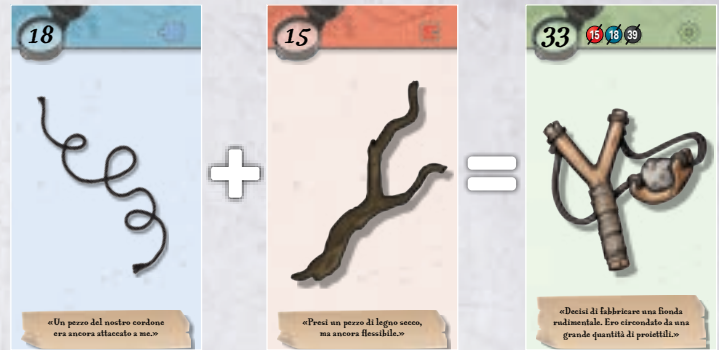 18
15
33 15 18 39
«Un pezzo del nostro cordone
era ancora attaccato a me.»
«Presi un pezzo di legno secco,
ma ancora flessibile.»
«Decisi di fabbricare una fionda
rudimentale. Ero circondato da una
grande quantità di proiettili.»